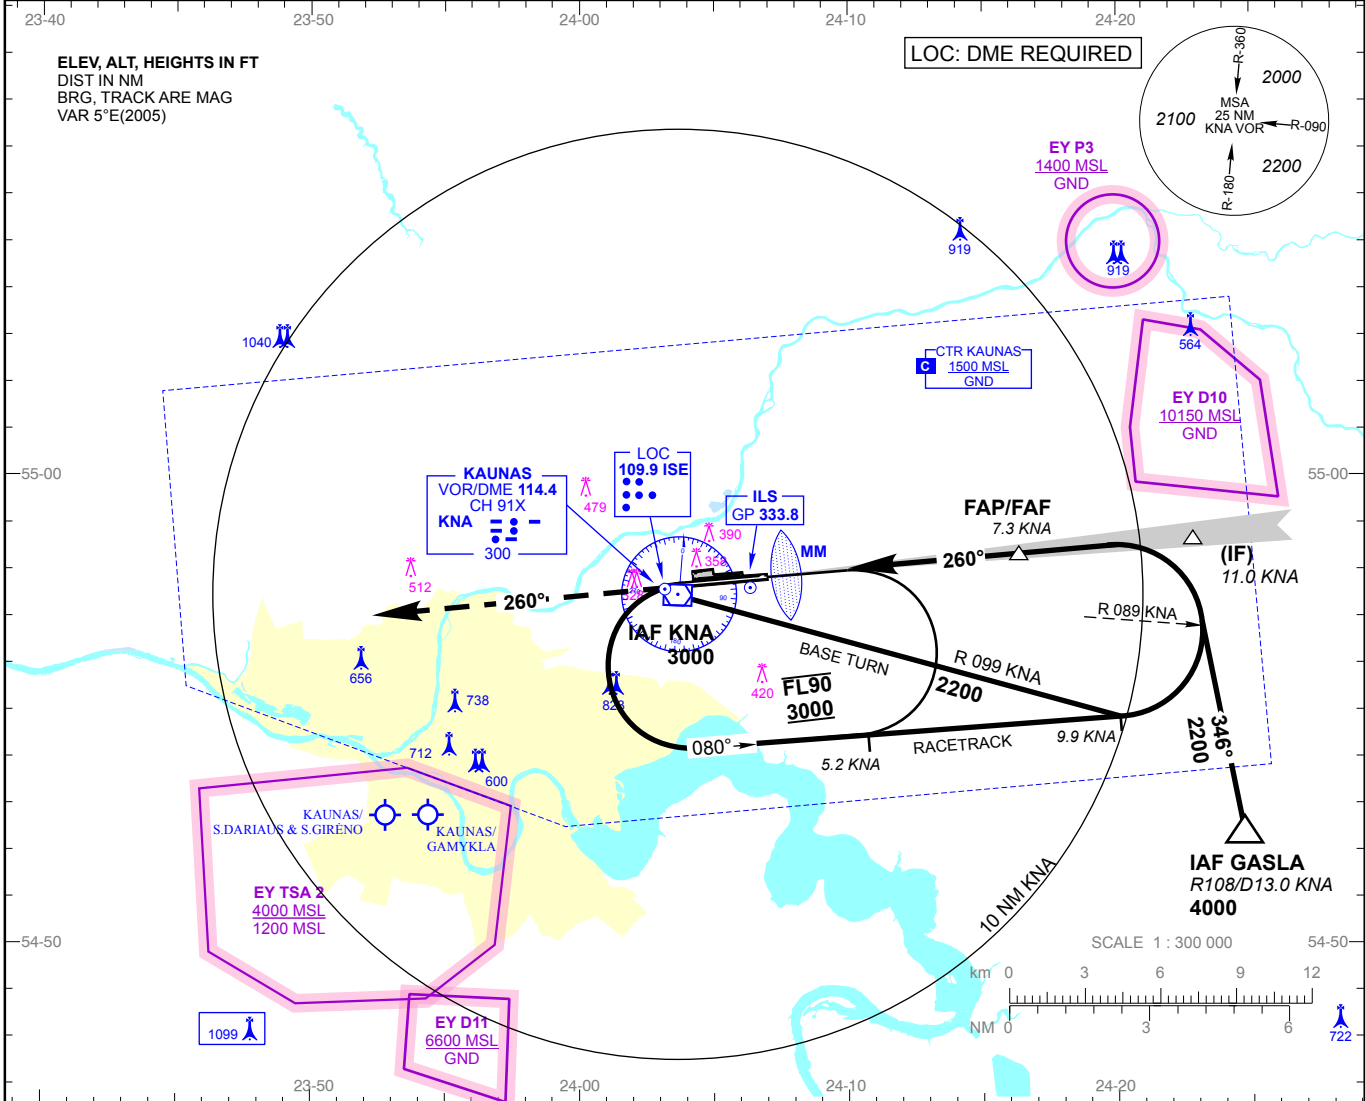 23-40
23-50
24-00
24-10
24-20
ELEV, ALT, HEIGHTS IN FT
DIST IN NM
BRG, TRACK ARE MAG
VAR 5°E(2005)
LOC: DME REQUIRED
R-360
2000
MSA
25 NM
KNA VOR
2100
R-090
2200
R-180
EY P3
1400 MSL
GND
919
919
564
1040
CTR KAUNAS
C
1500 MSL
GND
EY D10
10150 MSL
GND
55-00
55-00
KAUNAS
VOR/DME 114.4
CH 91X
KNA
300
LOC
109.9 ISE
479
ILS
GP 333.8
390
358
MM
512
FAP/FAF
7.3 KNA
260°
(IF)
11.0 KNA
260°
0
90
180
IAF KNA
3000
R 089 KNA
BASE TURN
R 099 KNA
2200
656
420
FL90
3000
738
823
712
600
080°
5.2 KNA
RACETRACK
9.9 KNA
346°
2200
KAUNAS/
S.DARIAUS & S.GIRĖNO
KAUNAS/
GAMYKLA
IAF GASLA
R108/D13.0 KNA
4000
EY TSA 2
4000 MSL
1200 MSL
10 NM KNA
54-50
SCALE 1 : 300 000
54-50
km 0 3 6 9 12
NM 0 3 6
1099
EY D11
6600 MSL
GND
722
23-50
24-00
24-10
24-20